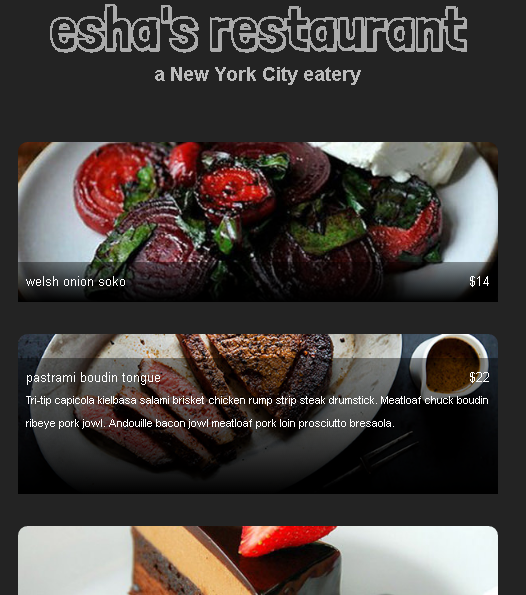 esha's restaurant
a New York City eatery
welsh onion soko $14
pastrami boudin tongue $22
Tri-tip capicola kielbasa salami brisket chicken rump strip steak drumstick. Meatloaf chuck boudin
ribeye pork jowl. Andouille bacon jowl meatloaf pork loin prosciutto bresaola.